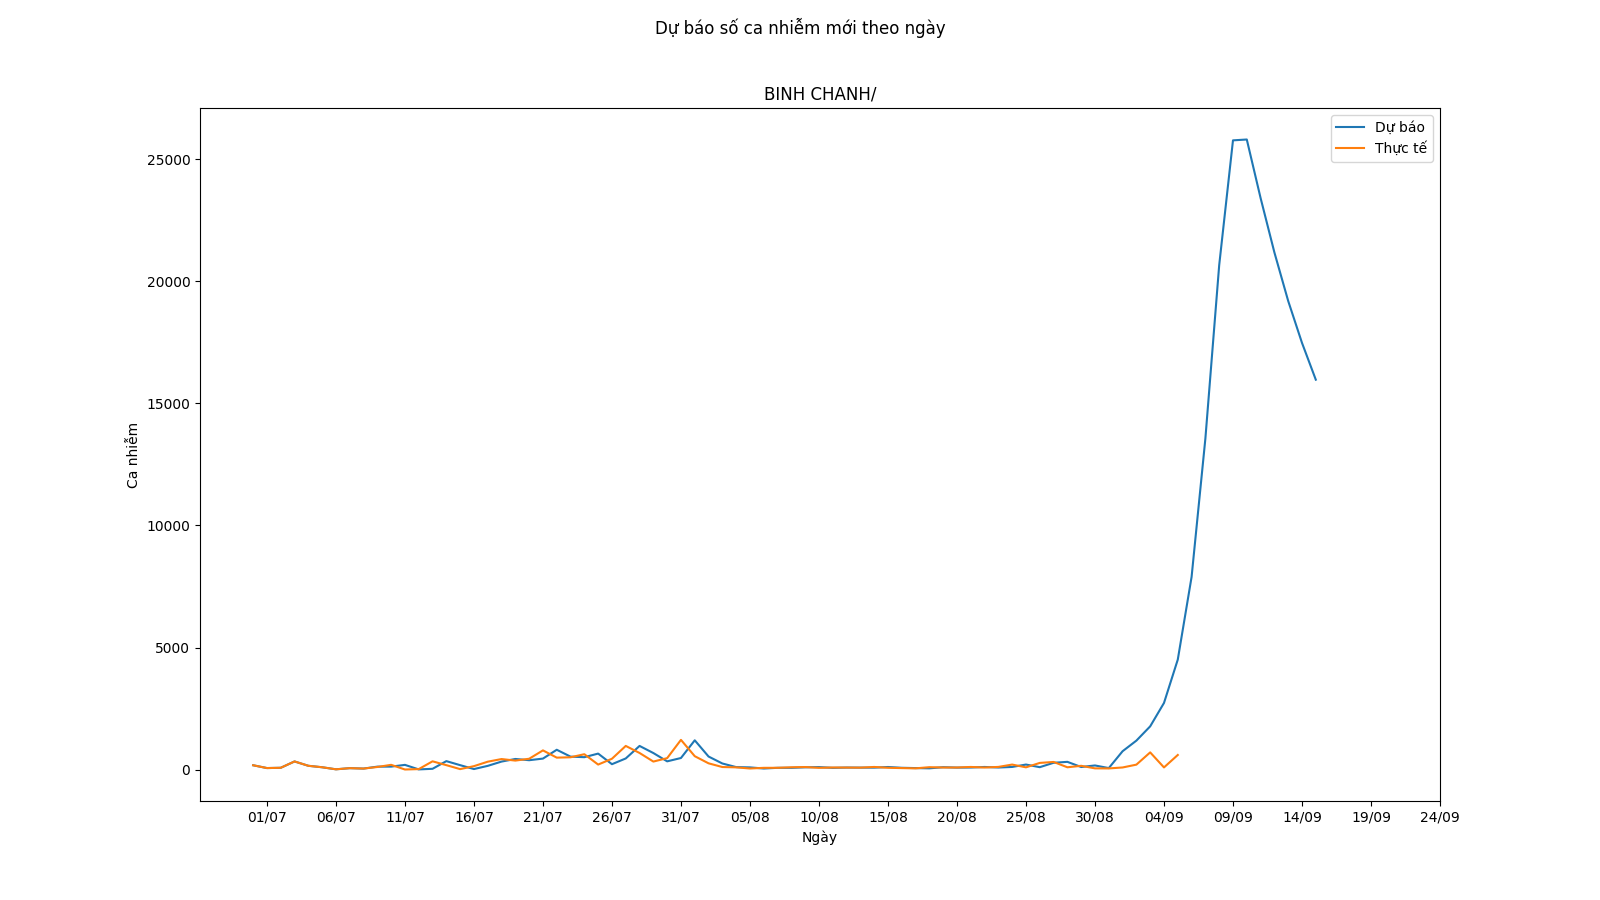 Dự báo số ca nhiễm mới theo ngày
BINH CHANH/
Dự báo
Thực tế
25000
20000
15000
10000
5000
0
Ca nhiễm
01/07 06/07 11/07 16/07 21/07 26/07 31/07 05/08 10/08 15/08 20/08 25/08 30/08 04/09 09/09 14/09 19/09 24/09
Ngày